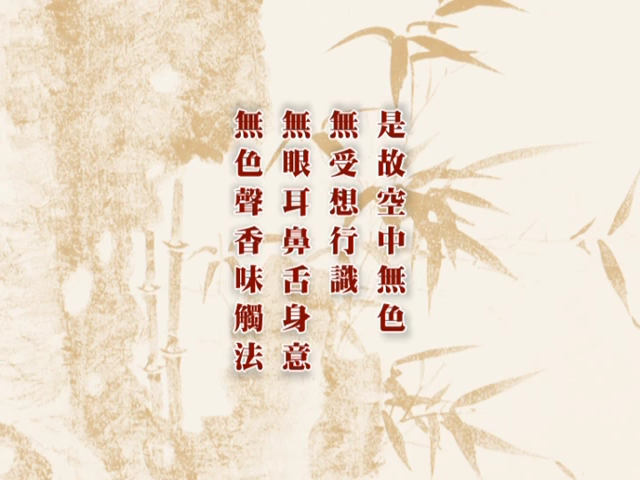 是故空中無色
無受想行識
無眼耳鼻舌身意
無色聲香味觸法